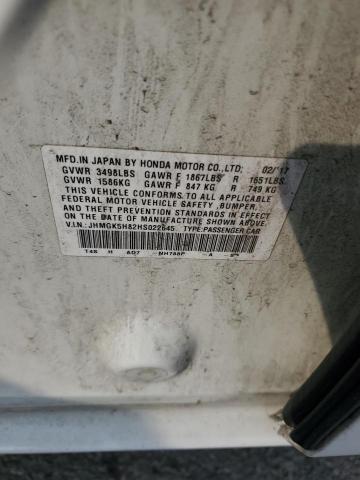 MFD.IN JAPAN BY HONDA MOTOR CO.,LTD; 02/'17
GVWR 3498LBS GAWR F 1867LBS R 1651LBS
GVWR 1586KG GAWR F 847 KG R 749 KG
THIS VEHICLE CONFORMS TO ALL APPLICABLE
FEDERAL MOTOR VEHICLE SAFETY ,BUMPER,
AND THEFT PREVENTION STANDARDS IN EFFECT
ON THE DATE OF MANUFACTURE SHOWN ABOVE.
V.I.N.: JHMGK5H82HS022645 TYPE:PASSENGER CAR
H A